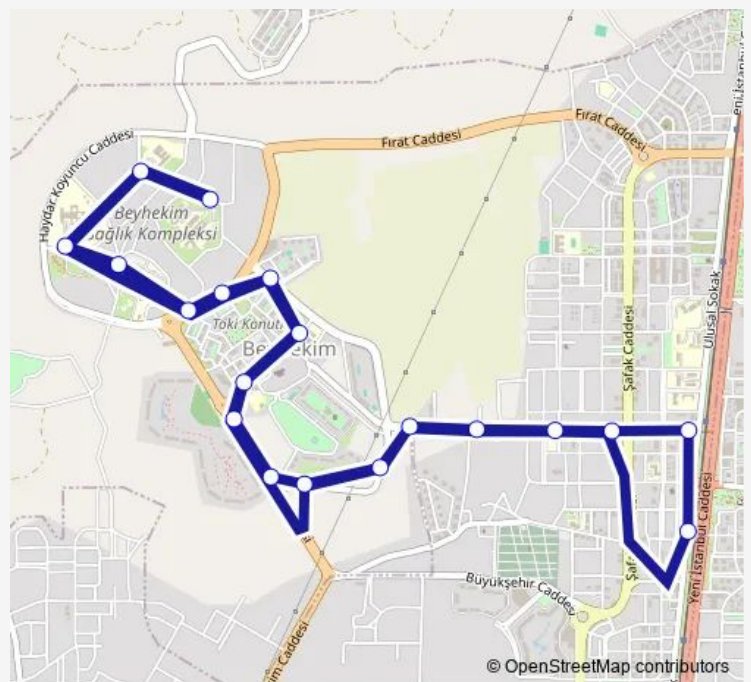 Fırat Caddesi
Fırat Caddesi
Haydar Koyuncu Caddesi
Beyhekim
Sağlık Kompleksi
Toki Konutl
Beyhekim
Şafak Caddesi
Ulusal Sokak
Yeni İstanbul Caddesi
Büyükşehir Caddesi
© OpenStreetMap contributors